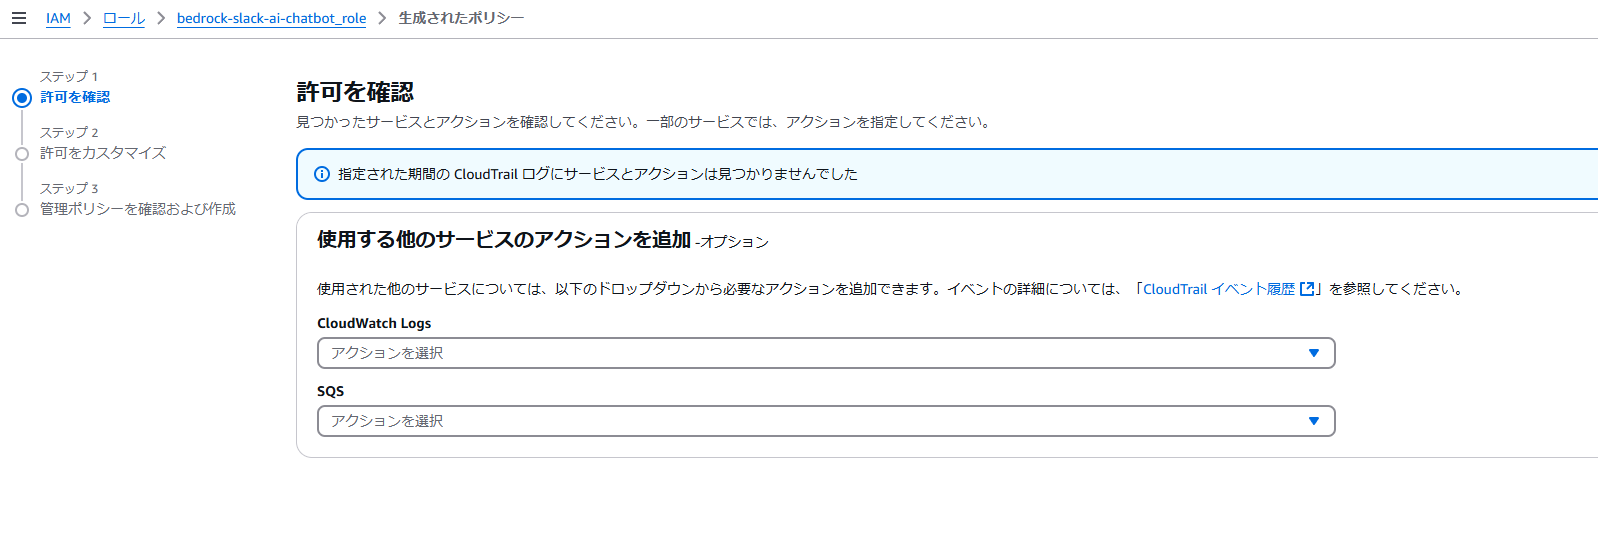 IAM > ロール > bedrock-slack-ai-chatbot_role > 生成されたポリシー
ステップ 1
許可を確認
ステップ 2
許可をカスタマイズ
ステップ 3
管理ポリシーを確認および作成
許可を確認
見つかったサービスとアクションを確認してください。一部のサービスでは、アクションを指定してください。
指定された期間の CloudTrail ログにサービスとアクションは見つかりませんでした
使用する他のサービスのアクションを追加 -オプション
使用された他のサービスについては、以下のドロップダウンから必要なアクションを追加できます。イベントの詳細については、「CloudTrail イベント履歴」を参照してください。
CloudWatch Logs
アクションを選択
SQS
アクションを選択